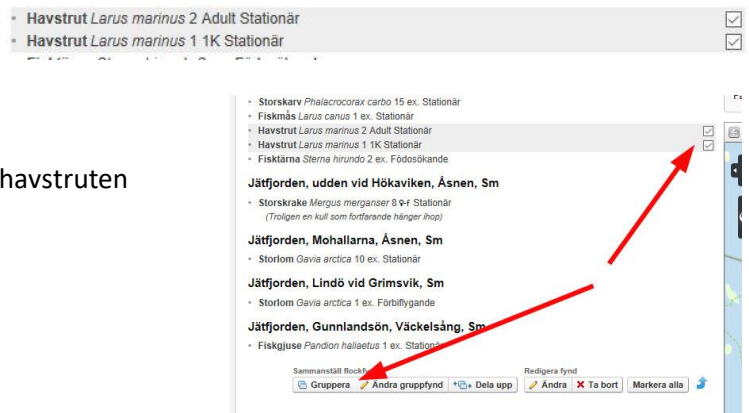 Havstrut Larus marinus 2 Adult Stationär
Havstrut Larus marinus 1 1K Stationär
havstruten
Storskarv Phalacrocorax carbo 15 ex. Stationär
Fiskmås Larus canus 1 ex. Stationär
Havstrut Larus marinus 2 Adult Stationär
Havstrut Larus marinus 1 1K Stationär
Fisktärna Sterna hirundo 2 ex. Födosökande
Jätfjorden, udden vid Hökaviken, Åsnen, Sm
Storskrake Mergus merganser 8 ♀-f Stationär
(Troligen en kull som fortfarande hänger ihop)
Jätfjorden, Mohallarna, Åsnen, Sm
Storlom Gavia arctica 10 ex. Stationär
Jätfjorden, Lindö vid Grimsvik, Sm
Storlom Gavia arctica 1 ex. Förbiflygande
Jätfjorden, Gunnlandsön, Väckelsång, Sm
Fiskgjuse Pandion haliaetus 1 ex. Stationär
Sammanställ Redigera fynd
Gruppera Ändra gruppfynd Dela upp Ändra Ta bort Markera alla